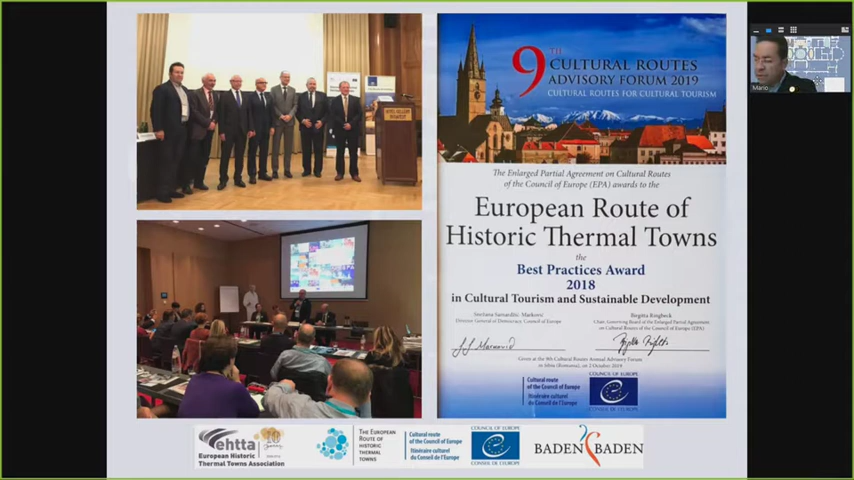 9TH CULTURAL ROUTES
ADVISORY FORUM 2019
CULTURAL ROUTES FOR CULTURAL TOURISM
The Enlarged Partial Agreement on Cultural Routes
of the Council of Europe (EPA) awards to the
European Route of
Historic Thermal Towns
the
Best Practices Award
2018
in Cultural Tourism and Sustainable Development
Snežana Samardžić-Marković
Director General of Democracy Council of Europe
Birgitta Ringbeck
Chair, Governing Board of the Enlarged Partial Agreement
on Cultural Routes of the Council of Europe (EPA)
Given at the 9th Cultural Routes Annual Advisory Forum
in Sibiu (Romania), on 2 October 2019
Cultural route
of the Council of Europe
Itinéraire culturel
du Conseil de l'Europe
COUNCIL OF EUROPE
CONSEIL DE L'EUROPE
ehtta
European Historic
Thermal Towns Association
THE EUROPEAN
ROUTE OF
HISTORIC
THERMAL
TOWNS
Cultural route
of the Council of Europe
Itinéraire culturel
du Conseil de l'Europe
COUNCIL OF EUROPE
CONSEIL DE L'EUROPE
BADEN BADEN
Mario